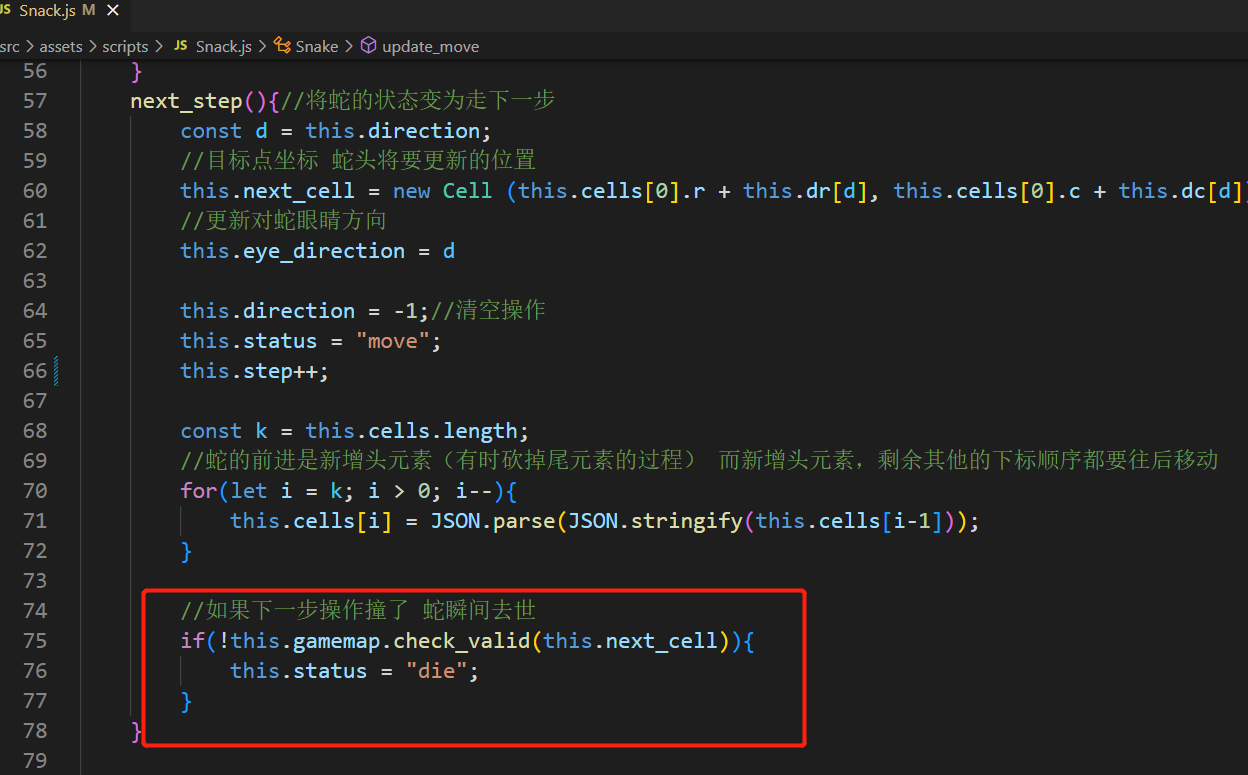 JS Snack.js M ×
src > assets > scripts > JS Snack.js > Snake > update_move
56 }
57 next_step(){//将蛇的状态变为走下一步
58 const d = this.direction;
59 //目标点坐标 蛇头将要更新的位置
60 this.next_cell = new Cell (this.cells[0].r + this.dr[d], this.cells[0].c + this.dc[d]
61 //更新对蛇眼睛方向
62 this.eye_direction = d
63
64 this.direction = -1;//清空操作
65 this.status = "move";
66 this.step++;
67
68 const k = this.cells.length;
69 //蛇的前进是新增头元素（有时砍掉尾元素的过程） 而新增头元素，剩余其他的下标顺序都要往后移动
70 for(let i = k; i > 0; i--){
71 this.cells[i] = JSON.parse(JSON.stringify(this.cells[i-1]));
72 }
73
74 //如果下一步操作撞了 蛇瞬间去世
75 if(!this.gamemap.check_valid(this.next_cell)){
76 this.status = "die";
77 }
78 }
79